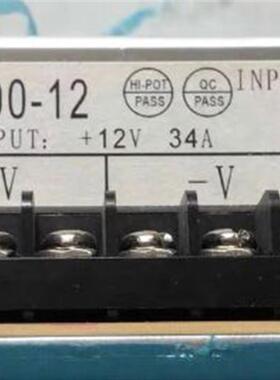 00-12
HI-POT PASS
QC PASS
INP
PUT: +12V 34A
V
-V